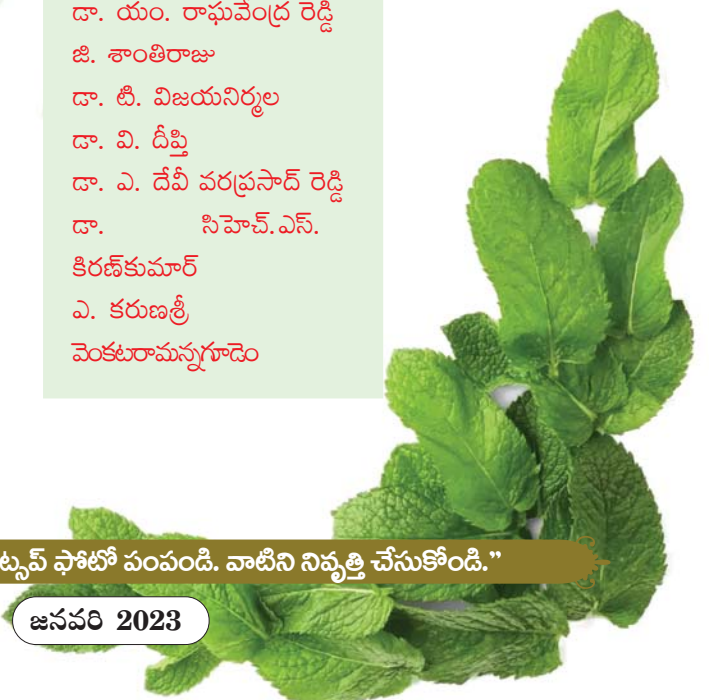 డా. యం. రాఘవేంద్ర రెడ్డి
జి. శాంతిరాజు
డా. టి. విజయనిర్మల
డా. వి. దీప్తి
డా. ఎ. దేవీ వరప్రసాద్ రెడ్డి
డా. సిహెచ్.ఎస్.
కిరణ్‌కుమార్
ఎ. కరుణశ్రీ
వెంకటరామన్నగూడెం
ట్సప్ ఫోటో పంపండి. వాటిని నివృత్తి చేసుకోండి.”
జనవరి 2023